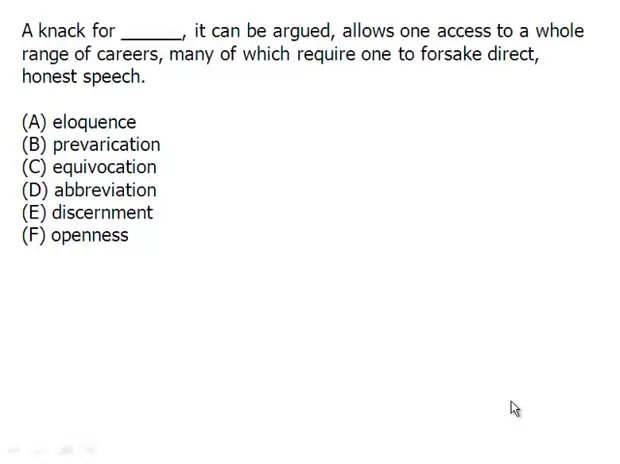 A knack for ______, it can be argued, allows one access to a whole
range of careers, many of which require one to forsake direct,
honest speech.
(A) eloquence
(B) prevarication
(C) equivocation
(D) abbreviation
(E) discernment
(F) openness